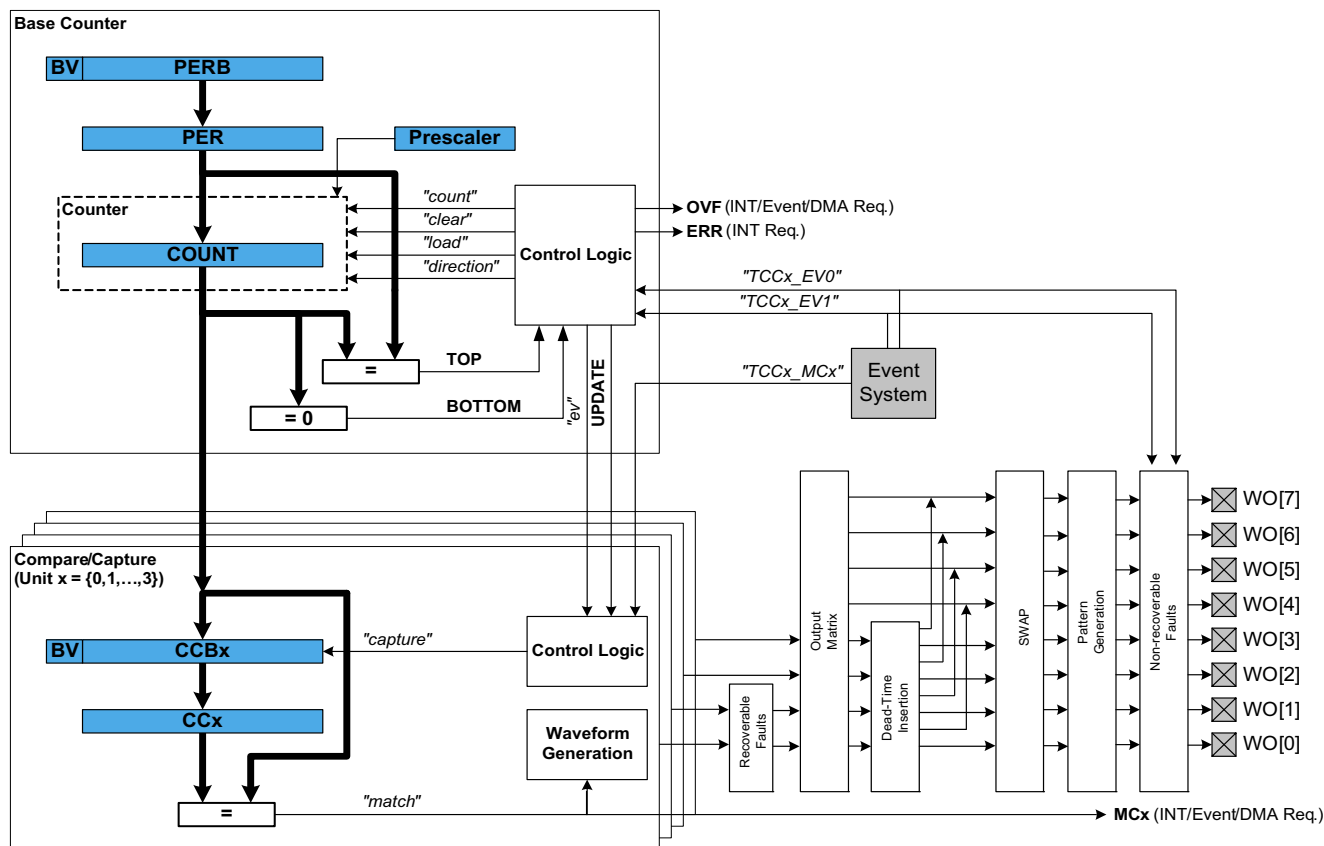 Base Counter
BV
PERB
PER
Prescaler
Counter
COUNT
"count"
"clear"
"load"
"direction"
Control Logic
OVF (INT/Event/DMA Req.)
ERR (INT Req.)
"TCCx_EV0"
"TCCx_EV1"
"TCCx_MCx"
Event
System
=
TOP
= 0
BOTTOM
"ev"
UPDATE
Compare/Capture
(Unit x = {0,1,…,3})
BV
CCBx
CCx
"capture"
Control Logic
Waveform
Generation
=
"match"
Recoverable
Faults
Output
Matrix
Dead-Time
Insertion
SWAP
Pattern
Generation
Non-recoverable
Faults
WO[7]
WO[6]
WO[5]
WO[4]
WO[3]
WO[2]
WO[1]
WO[0]
MCx (INT/Event/DMA Req.)